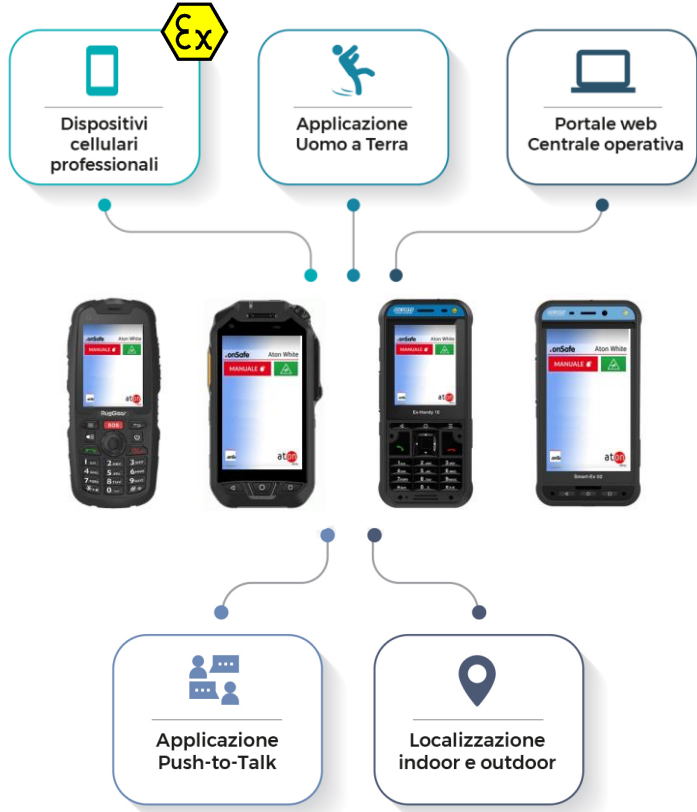 Ex
Dispositivi
cellulari
professionali
Applicazione
Uomo a Terra
Portale web
Centrale operativa
.onSafe
Aton White
MANUALE
aton
RugGear
SOS
.onSafe Aton White
MANUALE
aton
.onSafe Aton White
MANUALE
aton
Ex-Handy 10
.onSafe Aton White
MANUALE
aton
Smart-Ex 02
Applicazione
Push-to-Talk
Localizzazione
indoor e outdoor